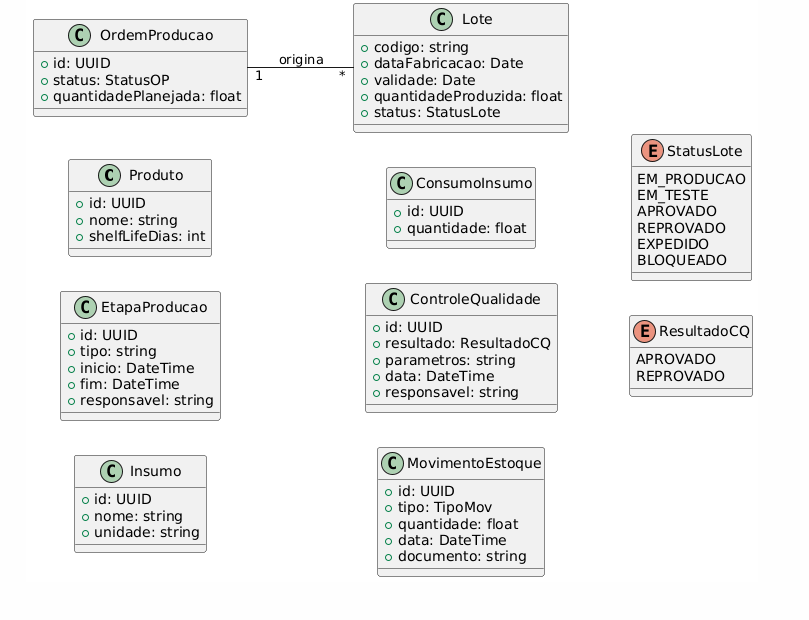 C OrdemProducao
id: UUID
status: StatusOP
quantidadePlanejada: float
origina
1
*
C Lote
codigo: string
dataFabricacao: Date
validade: Date
quantidadeProduzida: float
status: StatusLote
C Produto
id: UUID
nome: string
shelfLifeDias: int
C ConsumoInsumo
id: UUID
quantidade: float
E StatusLote
EM_PRODUCAO
EM_TESTE
APROVADO
REPROVADO
EXPEDIDO
BLOQUEADO
C EtapaProducao
id: UUID
tipo: string
inicio: DateTime
fim: DateTime
responsavel: string
C ControleQualidade
id: UUID
resultado: ResultadoCQ
parametros: string
data: DateTime
responsavel: string
E ResultadoCQ
APROVADO
REPROVADO
C Insumo
id: UUID
nome: string
unidade: string
C MovimentoEstoque
id: UUID
tipo: TipoMov
quantidade: float
data: DateTime
documento: string